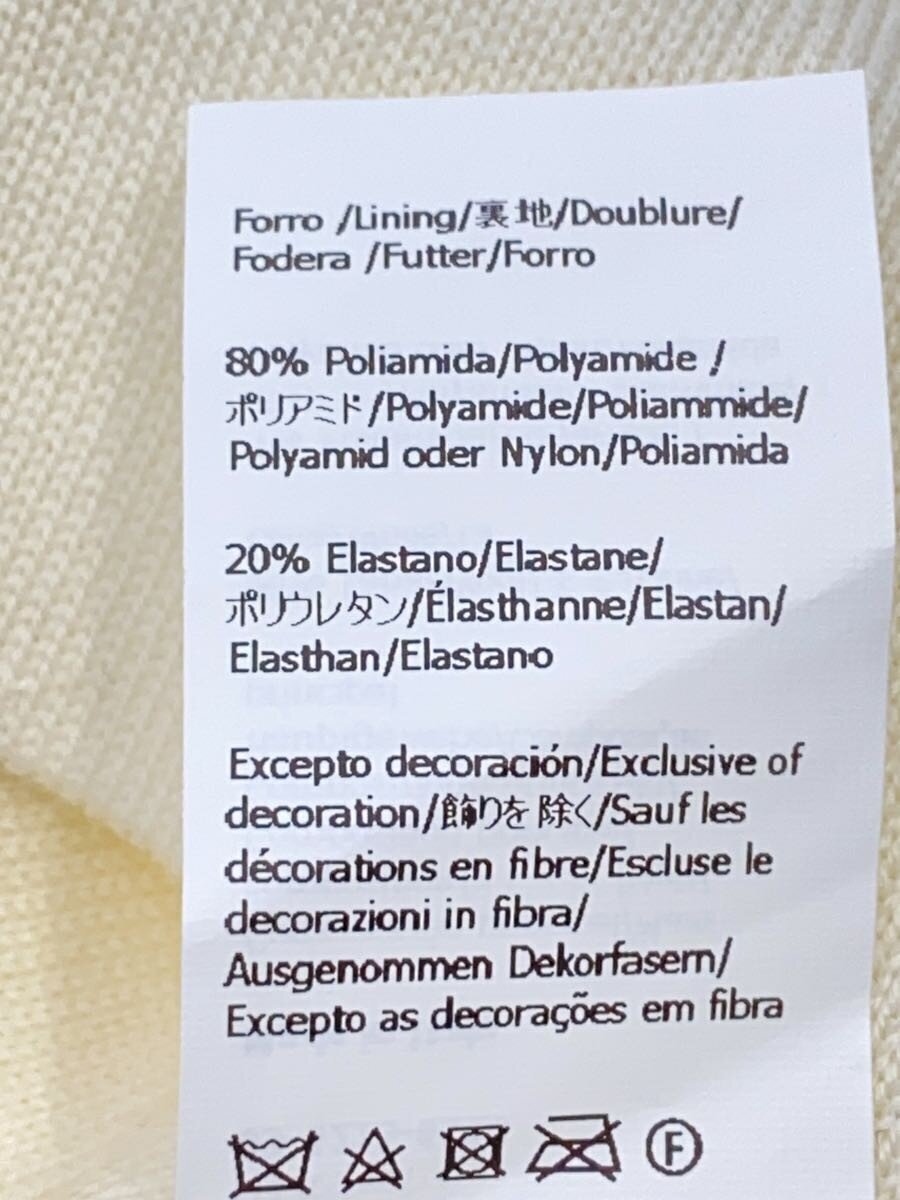 Forro /Lining/裏地/Doublure/
Fodera /Futter/Forro
80% Poliamida/Polyamide /
ポリアミド/Polyamide/Poliammide/
Polyamid oder Nylon/Poliamida
20% Elastano/Elastane/
ポリウレタン/Élasthanne/Elastan/
Elasthan/Elastano
Excepto decoración/Exclusive of
decoration/飾りを除く/Sauf les
décorations en fibre/Escluse le
decorazioni in fibra/
Ausgenommen Dekorfasern/
Excepto as decorações em fibra
F